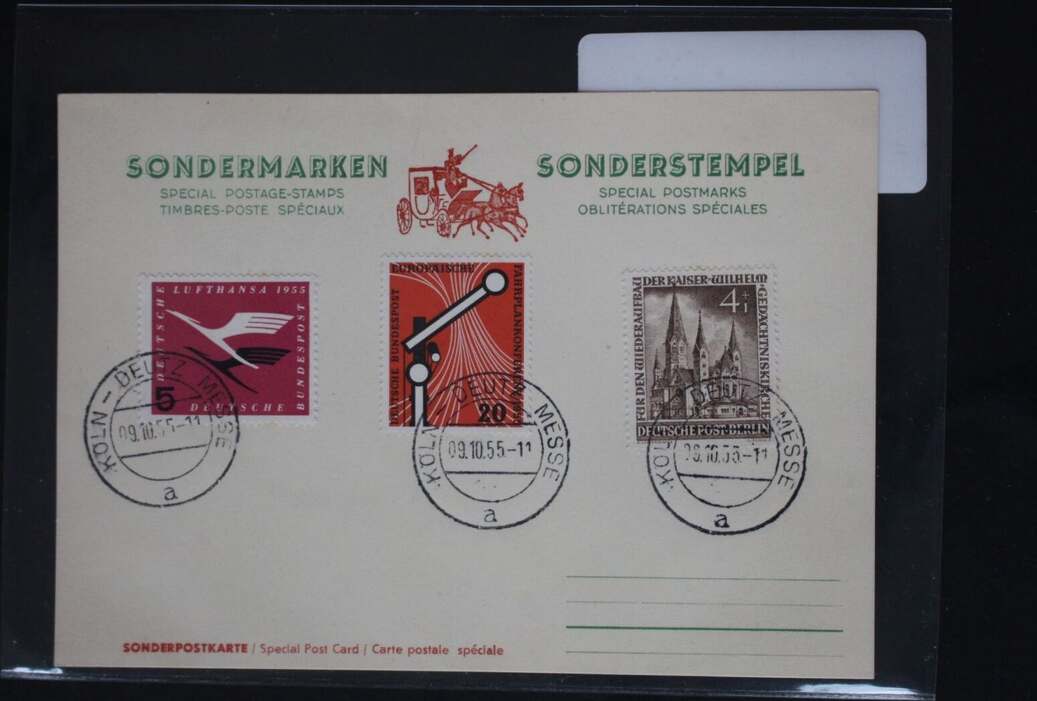 SONDERMARKEN
SPECIAL POSTAGE-STAMPS
TIMBRES-POSTE SPÉCIAUX
SONDERSTEMPEL
SPECIAL POSTMARKS
OBLITÉRATIONS SPÉCIALES
LUFTHANSA 1955
DEUTSCHE
BUNDESPOST
5
DEUTSCHE
EUROPÄISCHE
FAHRPLANKONFERENZ
DEUTSCHE BUNDESPOST
20
FÜR DEN WIEDERAUFBAU
DER KAISER-WILHELM-
GEDÄCHTNISKIRCHE
4+1
DEUTSCHE POST BERLIN
KÖLN - DEUTZ, MESSE
09.10.55-11
a
KÖLN - DEUTZ, MESSE
09.10.55-11
a
KÖLN - DEUTZ, MESSE
09.10.55-11
a
SONDERPOSTKARTE / Special Post Card / Carte postale spéciale